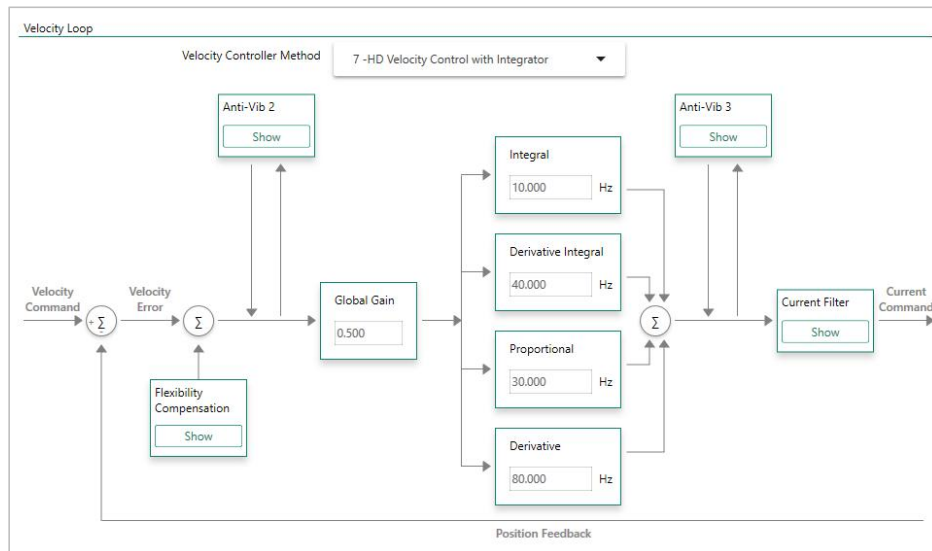 Velocity Loop
Velocity Controller Method
7 -HD Velocity Control with Integrator
Anti-Vib 2
Show
Anti-Vib 3
Show
Integral
10.000 Hz
Derivative Integral
40.000 Hz
Velocity
Command
Velocity
Error
Global Gain
0.500
Current Filter
Show
Current
Command
+ Σ
-
Σ
Σ
Proportional
30.000 Hz
Flexibility
Compensation
Show
Derivative
80.000 Hz
Position Feedback